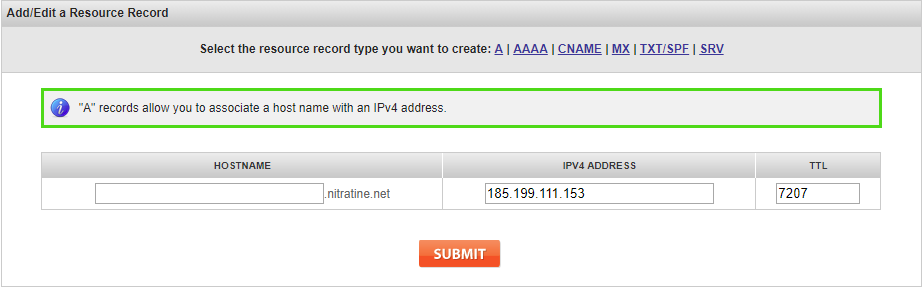 Add/Edit a Resource Record
Select the resource record type you want to create: A | AAAA | CNAME | MX | TXT/SPF | SRV
i "A" records allow you to associate a host name with an IPv4 address.
HOSTNAME IPV4 ADDRESS TTL
.nitratine.net 185.199.111.153 7207
SUBMIT